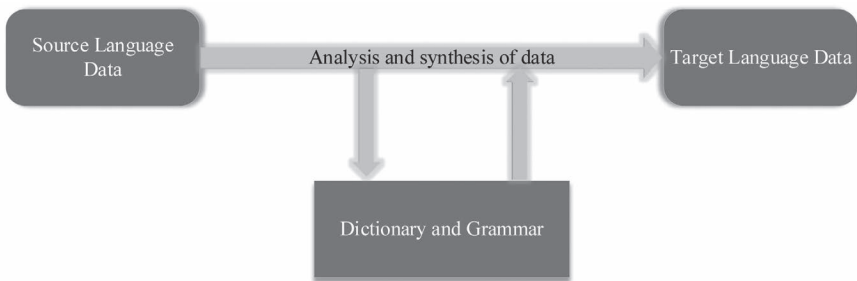 Source Language
Data
Analysis and synthesis of data
Target Language Data
Dictionary and Grammar